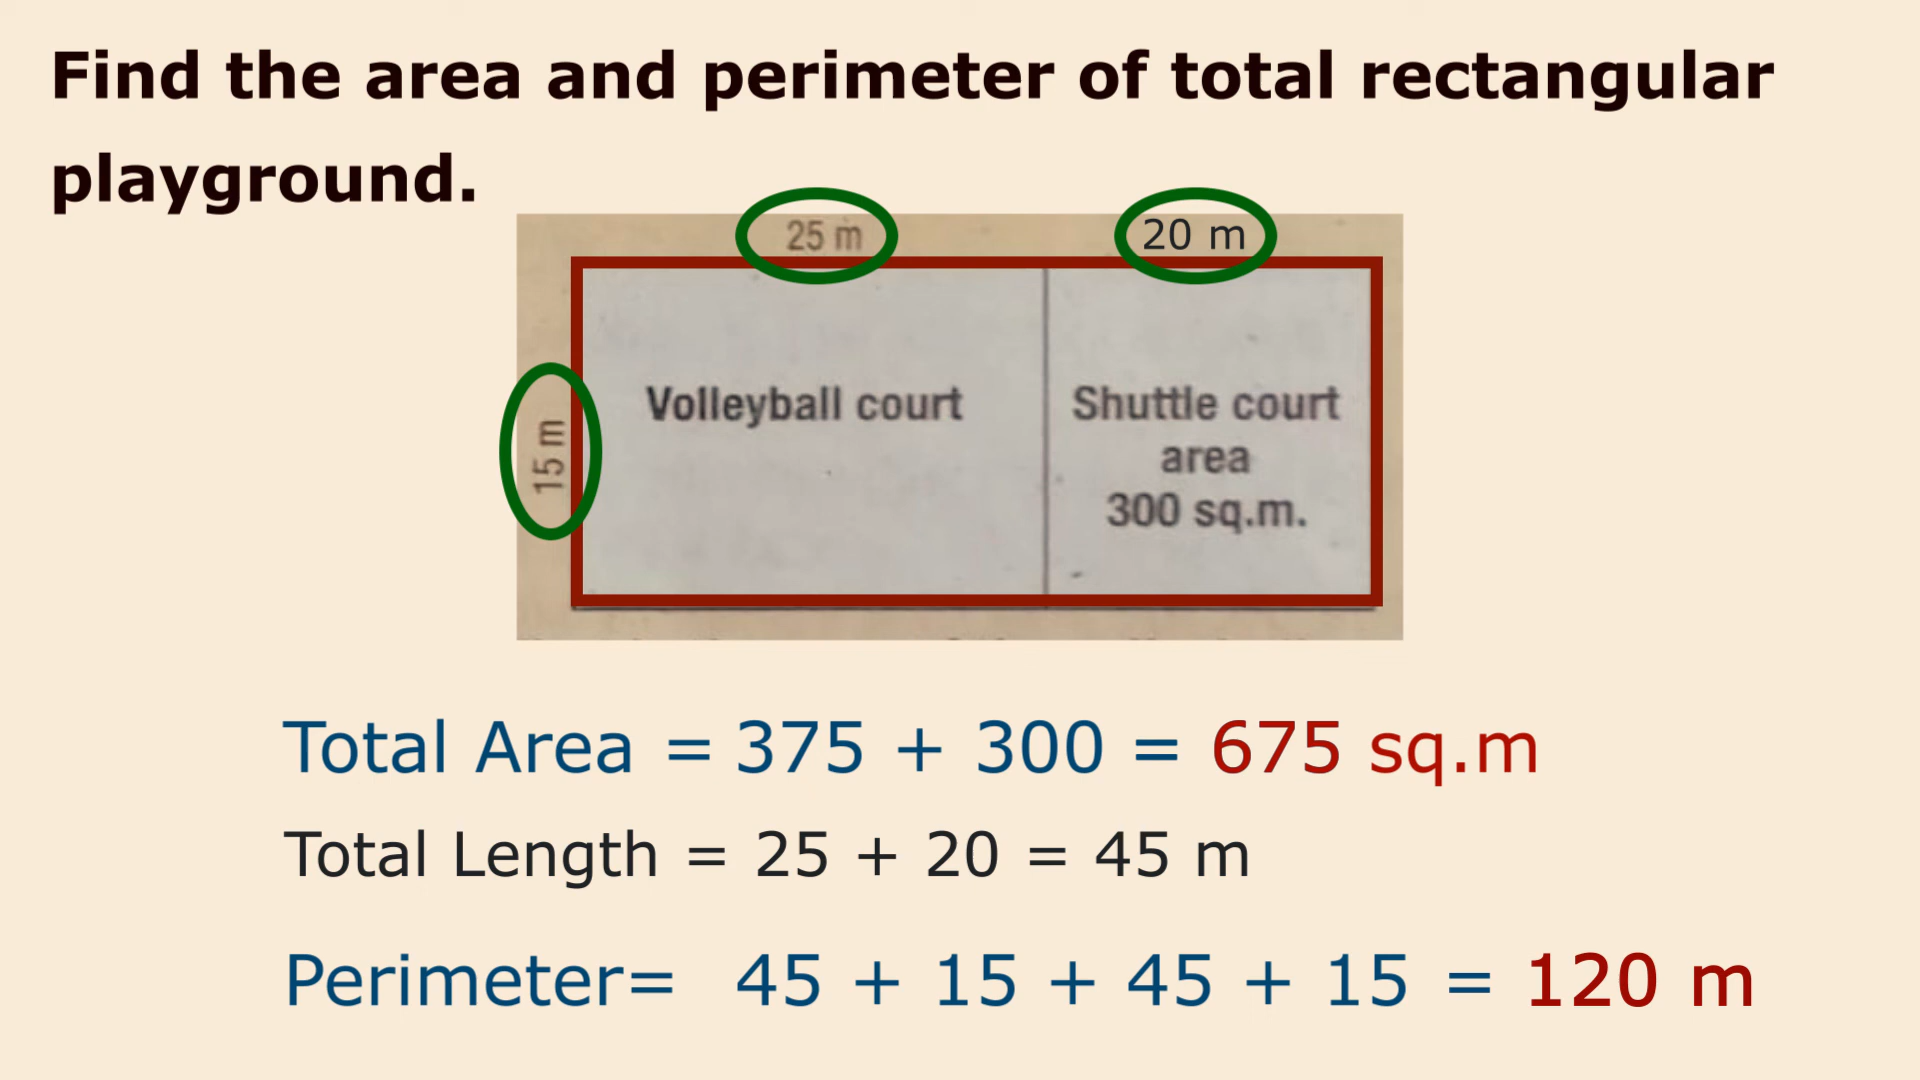 Find the area and perimeter of total rectangular
playground.
25 m
20 m
15 m
Volleyball court
Shuttle court
area
300 sq.m.
Total Area = 375 + 300 = 675 sq.m
Total Length = 25 + 20 = 45 m
Perimeter= 45 + 15 + 45 + 15 = 120 m